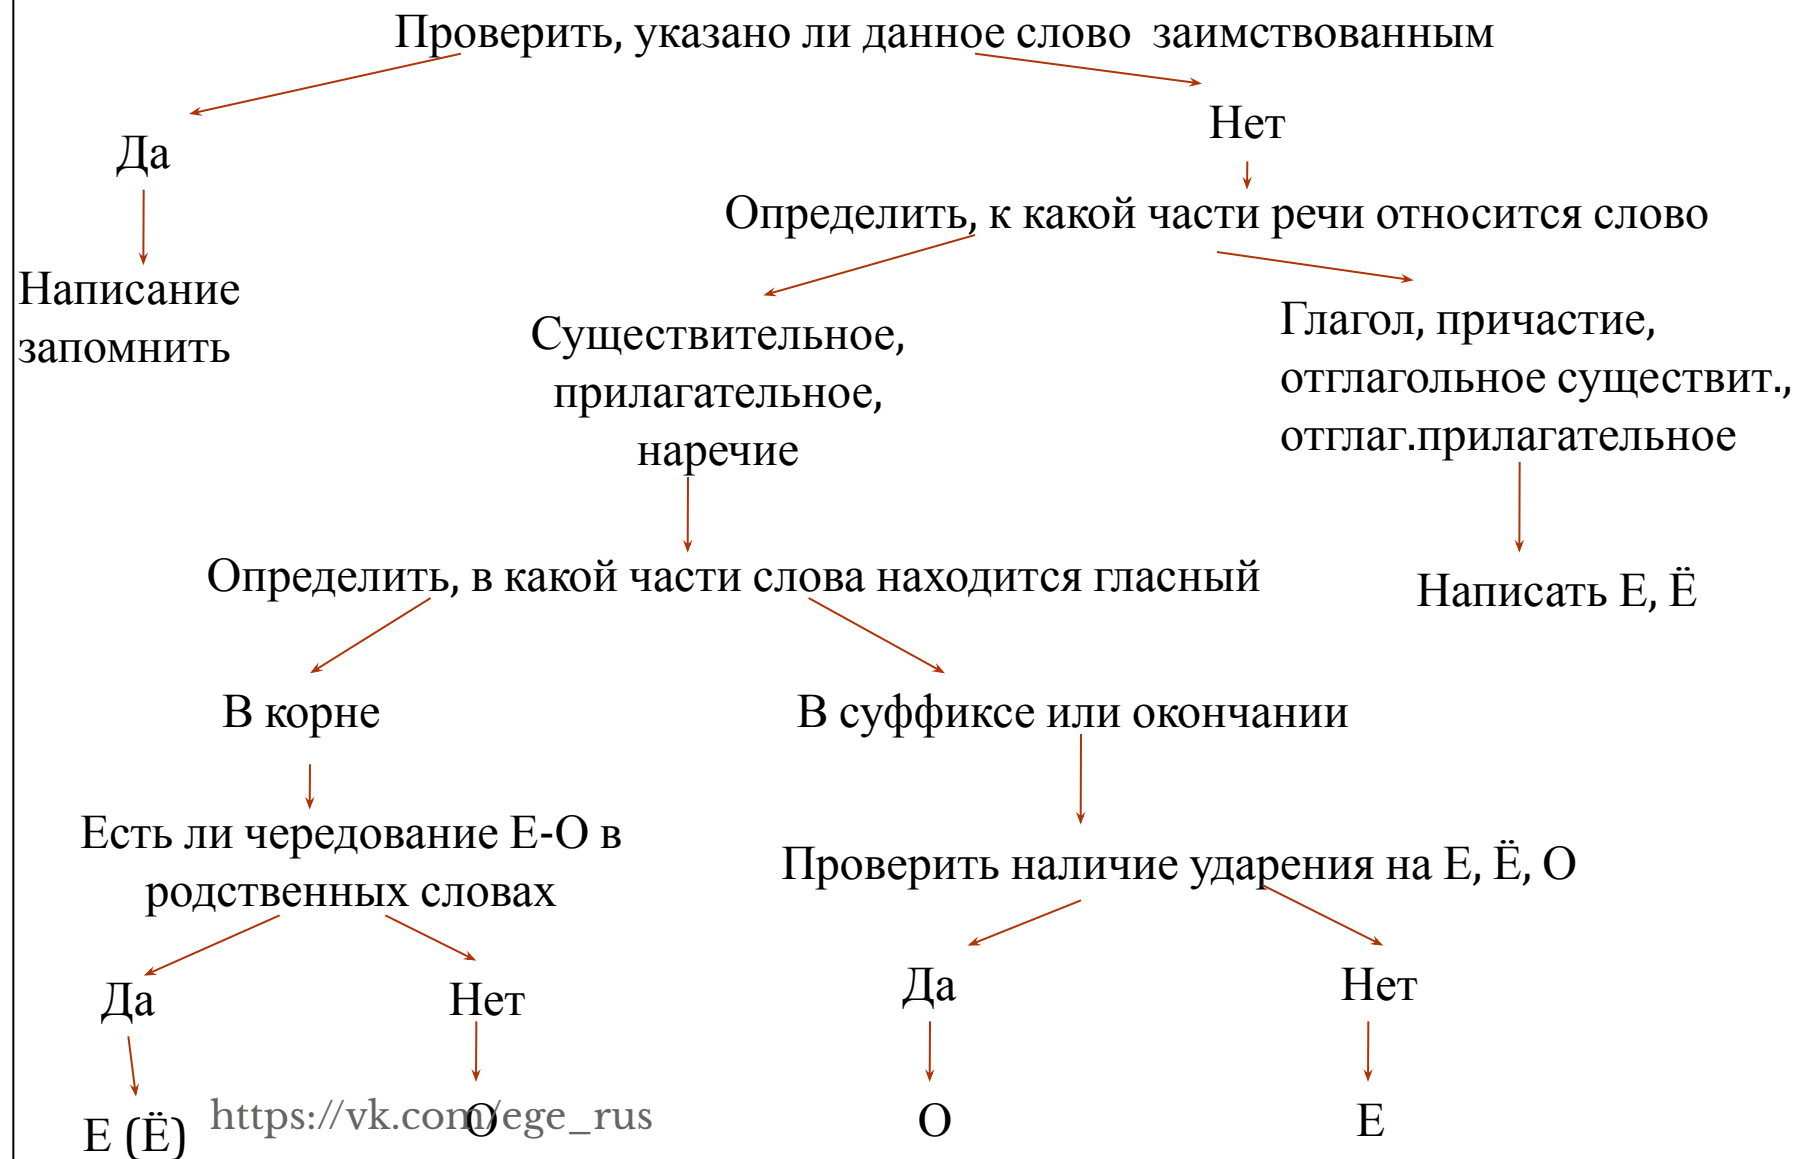 Проверить, указано ли данное слово заимствованным
Да
Нет
Написание
запомнить
Определить, к какой части речи относится слово
Существительное,
прилагательное,
наречие
Глагол, причастие,
отглагольное существит.,
отглаг.прилагательное
Определить, в какой части слова находится гласный
Написать Е, Ё
В корне
В суффиксе или окончании
Есть ли чередование Е-О в
родственных словах
Проверить наличие ударения на Е, Ё, О
Да
Нет
Да
Нет
Е (Ё)
О
О
Е
https://vk.com/ege_rus